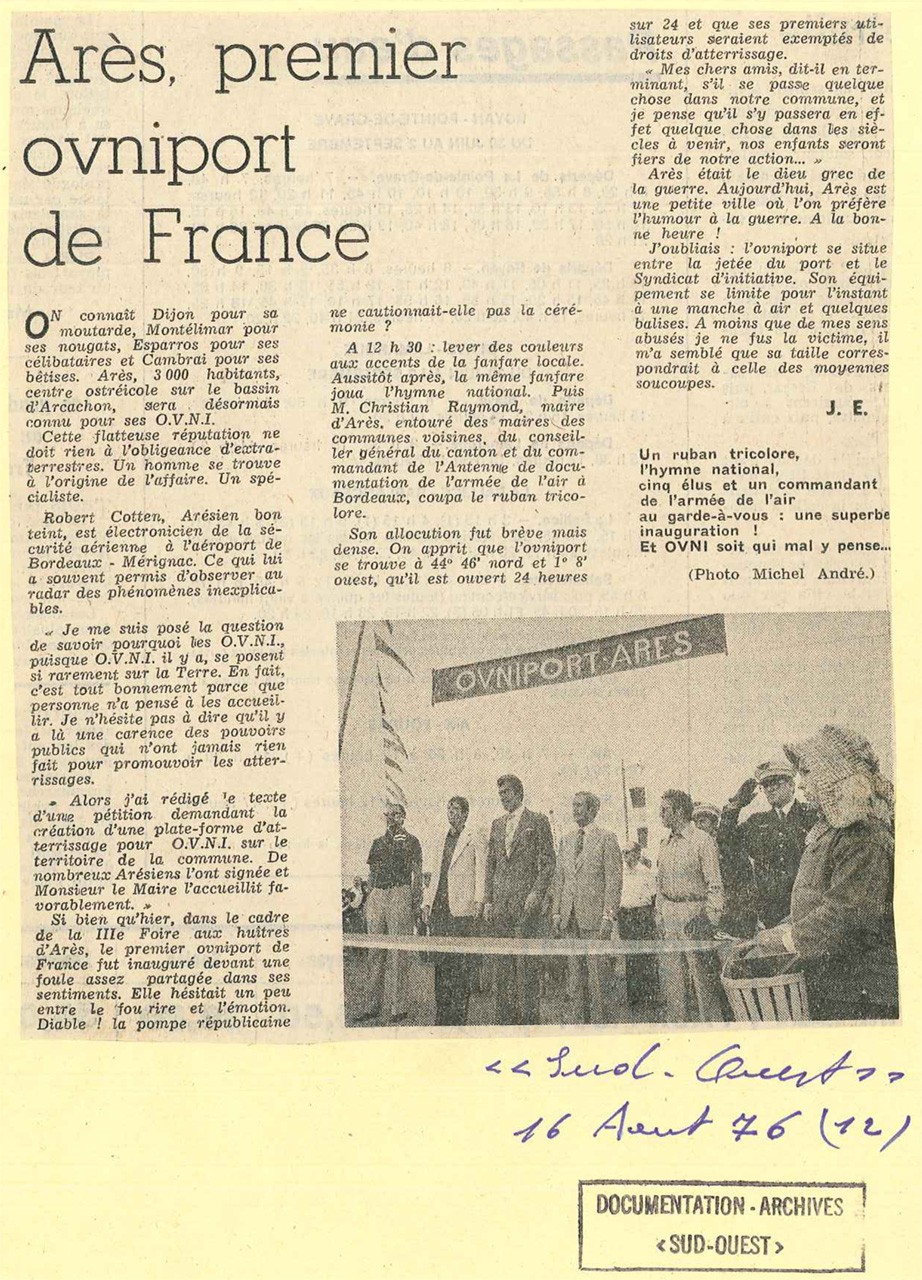 Arès, premier
ovniport
de France
ON connaît Dijon pour sa
moutarde, Montélimar pour
ses nougats, Esparros pour ses
célibataires et Cambrai pour ses
bêtises. Arès, 3 000 habitants,
centre ostréicole sur le bassin
d'Arcachon, sera désormais
connu pour ses O.V.N.I.
Cette flatteuse réputation ne
doit rien à l'obligeance d'extra-
terrestres. Un homme se trouve
à l'origine de l'affaire. Un spé-
cialiste.
Robert Cotten, Arésien bon
teint, est électronicien de la sé-
curité aérienne à l'aéroport de
Bordeaux - Mérignac. Ce qui lui
a souvent permis d'observer au
radar des phénomènes inexplica-
bles.
« Je me suis posé la question
de savoir pourquoi les O.V.N.I.,
puisque O.V.N.I. il y a, se posent
si rarement sur la Terre. En fait,
c'est tout bonnement parce que
personne n'a pensé à les accueil-
lir. Je n'hésite pas à dire qu'il y
a là une carence des pouvoirs
publics qui n'ont jamais rien
fait pour promouvoir les atter-
rissages.
» Alors j'ai rédigé le texte
d'une pétition demandant la
création d'une plate-forme d'at-
terrissage pour O.V.N.I. sur le
territoire de la commune. De
nombreux Arésiens l'ont signée et
Monsieur le Maire l'accueillit fa-
vorablement. »
Si bien qu'hier, dans le cadre
de la IIIe Foire aux huîtres
d'Arès, le premier ovniport de
France fut inauguré devant une
foule assez partagée dans ses
sentiments. Elle hésitait un peu
entre le fou rire et l'émotion.
Diable ! la pompe républicaine
ne cautionnait-elle pas la céré-
monie ?
A 12 h 30 : lever des couleurs
aux accents de la fanfare locale.
Aussitôt après, la même fanfare
joua l'hymne national. Puis
M. Christian Raymond, maire
d'Arès, entouré des maires des
communes voisines, du conseil-
ler général du canton et du com-
mandant de l'Antenne de docu-
mentation de l'armée de l'air à
Bordeaux, coupa le ruban trico-
lore.
Son allocution fut brève mais
dense. On apprit que l'ovniport
se trouve à 44° 46' nord et 1° 8'
ouest, qu'il est ouvert 24 heures
sur 24 et que ses premiers uti-
lisateurs seraient exemptés de
droits d'atterrissage.
« Mes chers amis, dit-il en ter-
minant, s'il se passe quelque
chose dans notre commune, et
je pense qu'il s'y passera en ef-
fet quelque chose dans les siè-
cles à venir, nos enfants seront
fiers de notre action... »
Arès était le dieu grec de
la guerre. Aujourd'hui, Arès est
une petite ville où l'on préfère
l'humour à la guerre. A la bon-
ne heure !
J'oubliais : l'ovniport se situe
entre la jetée du port et le
Syndicat d'initiative. Son équi-
pement se limite pour l'instant
à une manche à air et quelques
balises. A moins que de mes sens
abusés je ne fus la victime, il
m'a semblé que sa taille corres-
pondrait à celle des moyennes
soucoupes.
J. E.
Un ruban tricolore,
l'hymne national,
cinq élus et un commandant
de l'armée de l'air
au garde-à-vous : une superbe
inauguration !
Et OVNI soit qui mal y pense...
(Photo Michel André.)
OVNIPORT-ARES
<< Sud-Ouest >>
16 Aout 76 (12)
DOCUMENTATION - ARCHIVES
«SUD-OUEST»